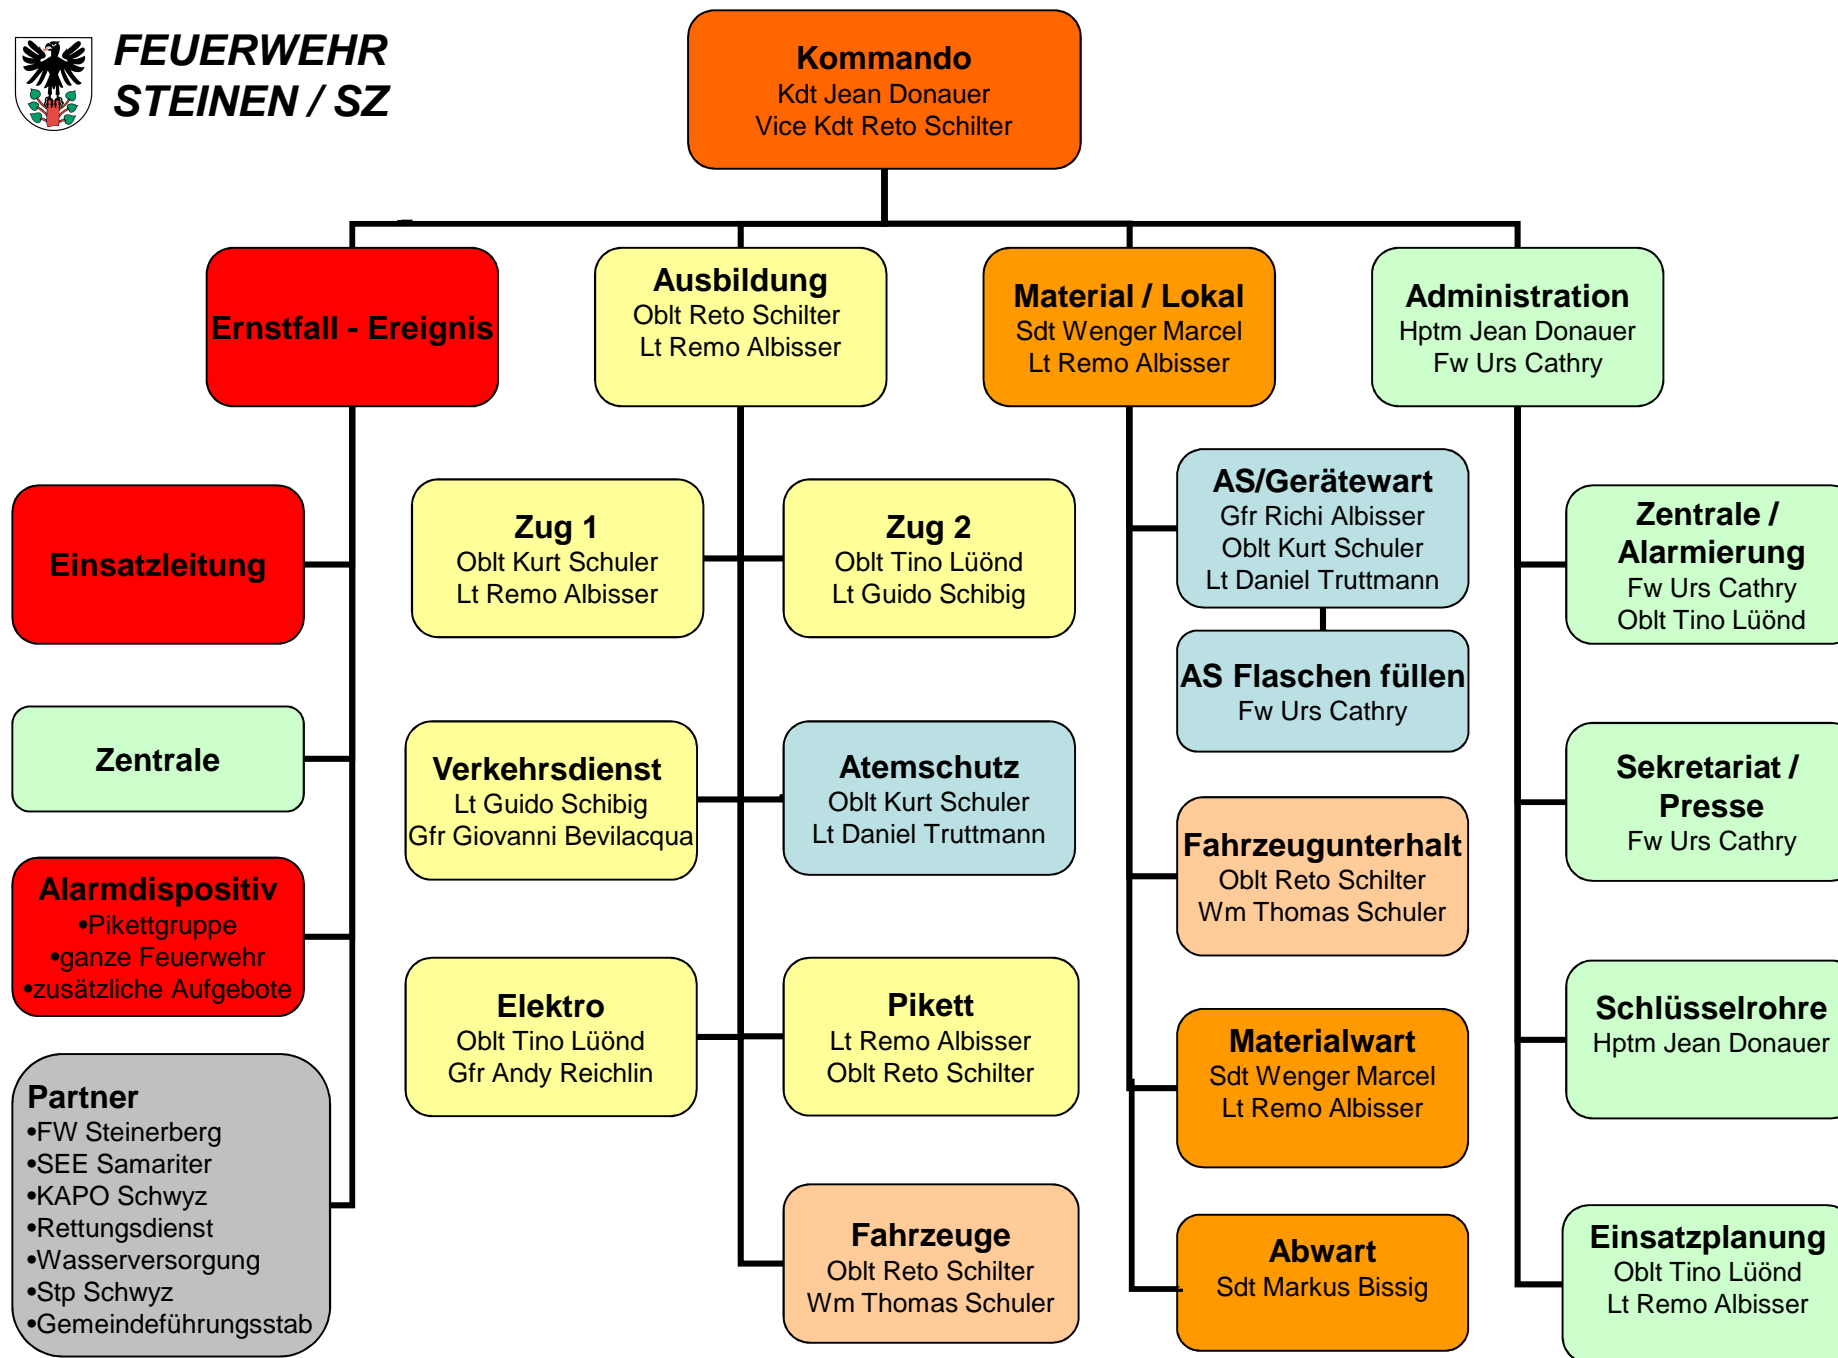 FEUERWEHR
STEINEN / SZ
Kommando
Kdt Jean Donauer
Vice Kdt Reto Schilter
Ernstfall - Ereignis
Ausbildung
Oblt Reto Schilter
Lt Remo Albisser
Material / Lokal
Sdt Wenger Marcel
Lt Remo Albisser
Administration
Hptm Jean Donauer
Fw Urs Cathry
Einsatzleitung
Zentrale
Alarmdispositiv
•Pikettgruppe
•ganze Feuerwehr
•zusätzliche Aufgebote
Partner
•FW Steinerberg
•SEE Samariter
•KAPO Schwyz
•Rettungsdienst
•Wasserversorgung
•Stp Schwyz
•Gemeindeführungsstab
Zug 1
Oblt Kurt Schuler
Lt Remo Albisser
Zug 2
Oblt Tino Lüönd
Lt Guido Schibig
Verkehrsdienst
Lt Guido Schibig
Gfr Giovanni Bevilacqua
Atemschutz
Oblt Kurt Schuler
Lt Daniel Truttmann
Elektro
Oblt Tino Lüönd
Gfr Andy Reichlin
Pikett
Lt Remo Albisser
Oblt Reto Schilter
Fahrzeuge
Oblt Reto Schilter
Wm Thomas Schuler
AS/Gerätewart
Gfr Richi Albisser
Oblt Kurt Schuler
Lt Daniel Truttmann
AS Flaschen füllen
Fw Urs Cathry
Fahrzeugunterhalt
Oblt Reto Schilter
Wm Thomas Schuler
Materialwart
Sdt Wenger Marcel
Lt Remo Albisser
Abwart
Sdt Markus Bissig
Zentrale /
Alarmierung
Fw Urs Cathry
Oblt Tino Lüönd
Sekretariat /
Presse
Fw Urs Cathry
Schlüsselrohre
Hptm Jean Donauer
Einsatzplanung
Oblt Tino Lüönd
Lt Remo Albisser